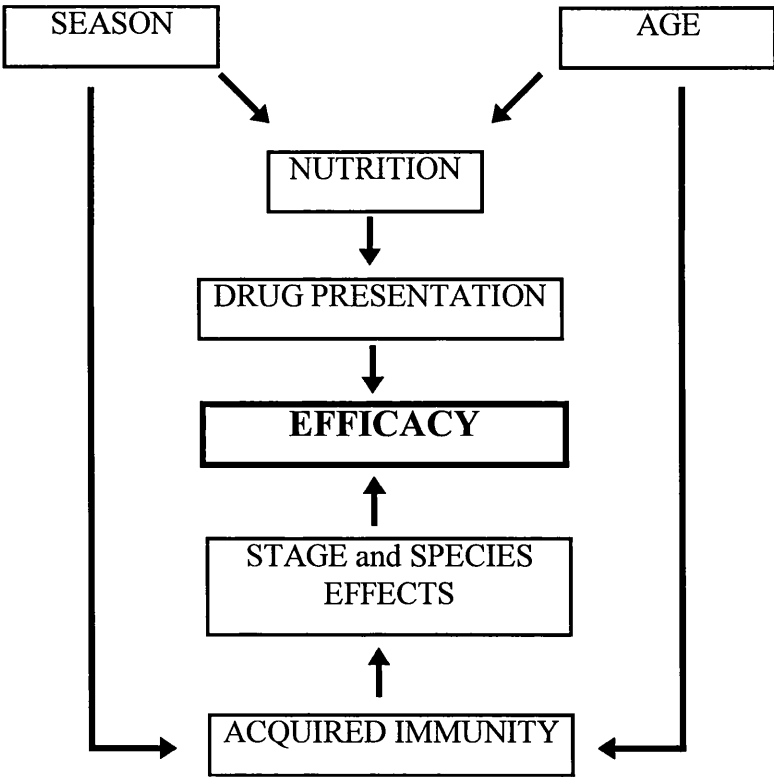 SEASON
AGE
NUTRITION
DRUG PRESENTATION
EFFICACY
STAGE and SPECIES
EFFECTS
ACQUIRED IMMUNITY